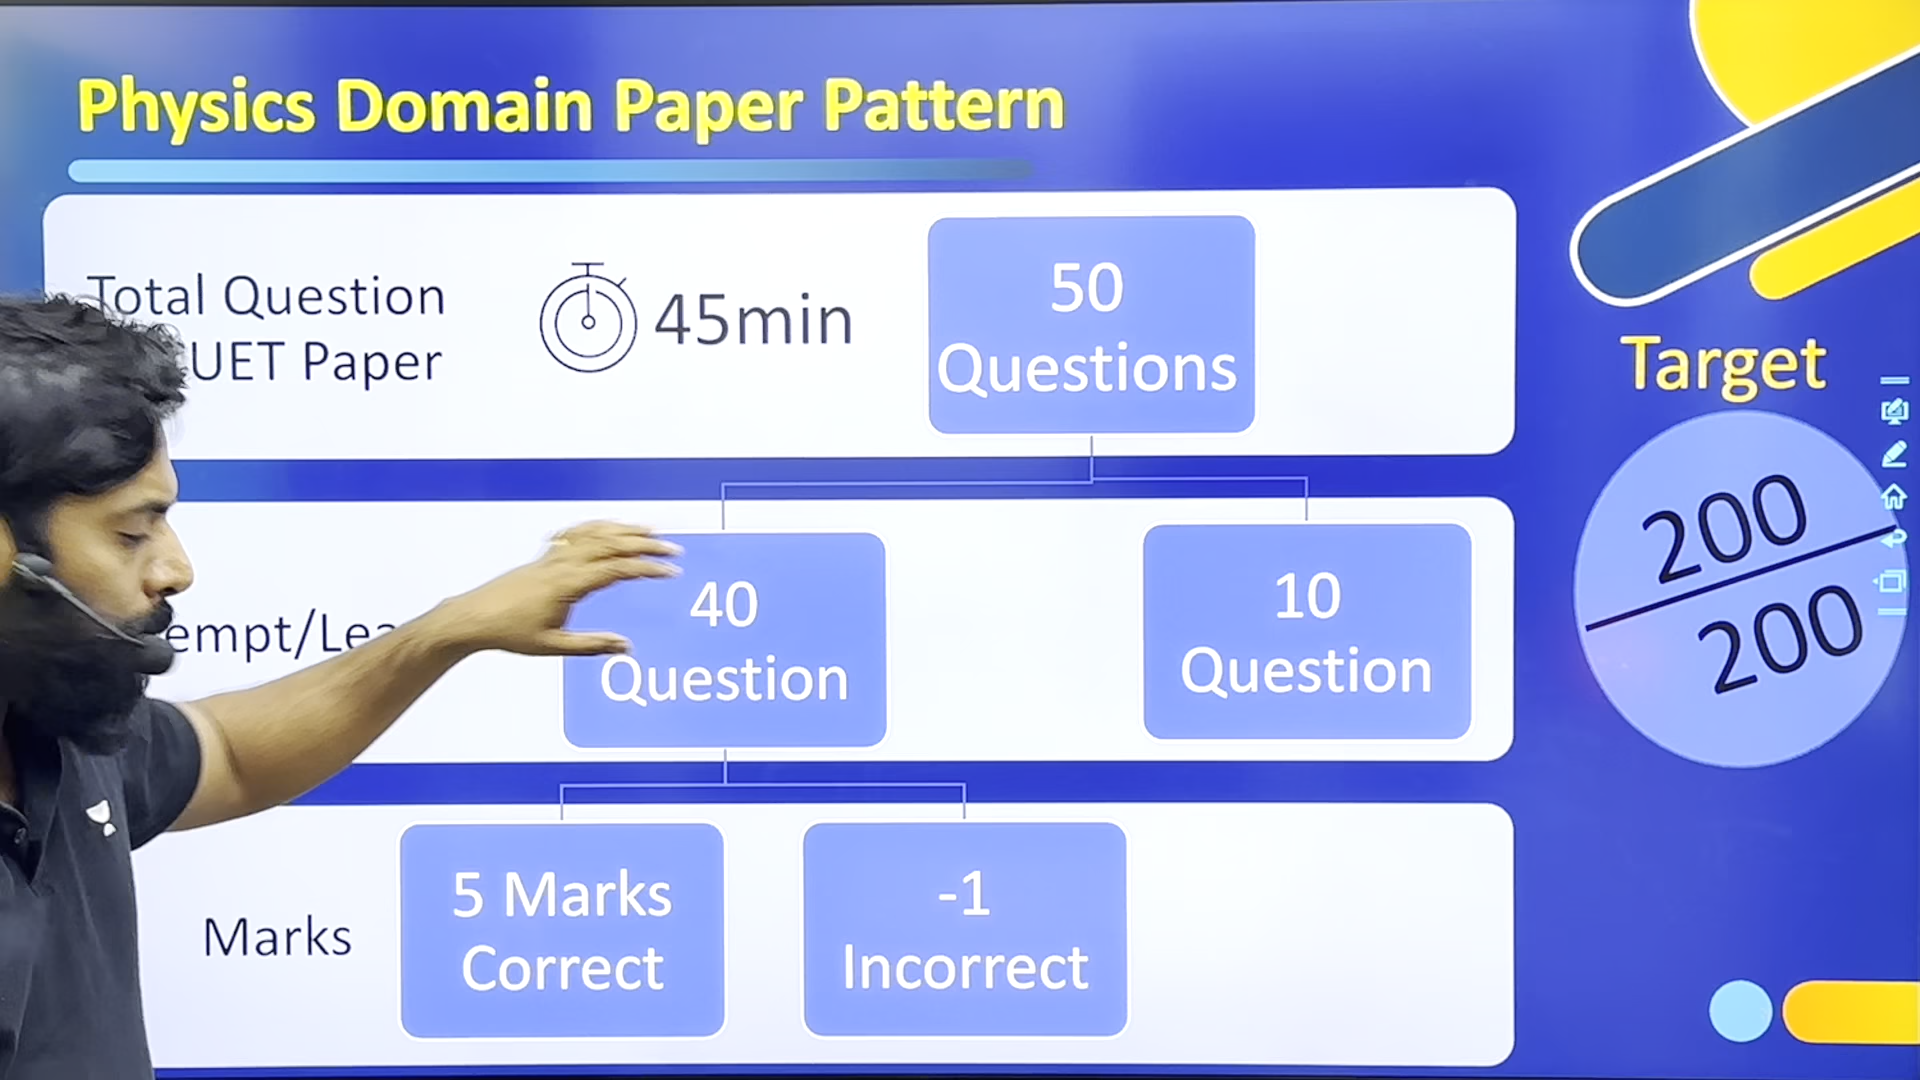 Physics Domain Paper Pattern
Total Question
UET Paper
45min
50
Questions
Target
200
200
empt/Lea
40
Question
10
Question
Marks
5 Marks
Correct
-1
Incorrect